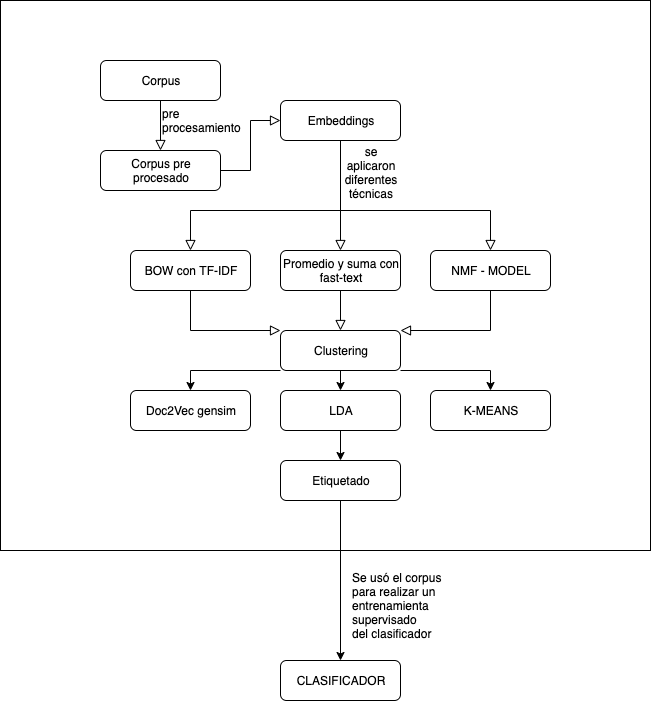 Corpus
pre
procesamiento
Corpus pre
procesado
Embeddings
se
aplicaron
diferentes
técnicas
BOW con TF-IDF
Promedio y suma con
fast-text
NMF - MODEL
Clustering
Doc2Vec gensim
LDA
K-MEANS
Etiquetado
Se usó el corpus
para realizar un
entrenamienta
supervisado
del clasificador
CLASIFICADOR